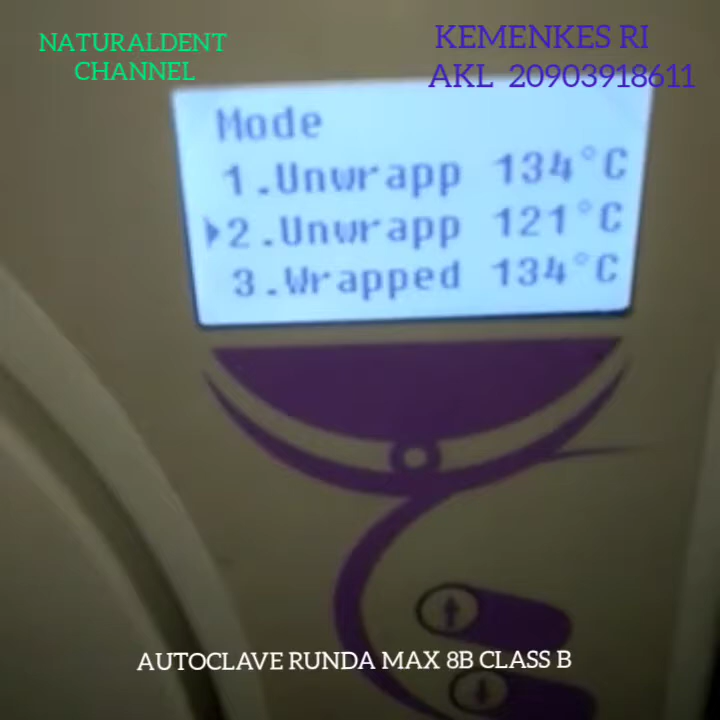 NATURALDENT
CHANNEL
KEMENKES RI
AKL 20903918611
Mode
1.Unwrapp 134°C
2.Unwrapp 121°C
3.Wrapped 134°C
AUTOCLAVE RUNDA MAX 8B CLASS B